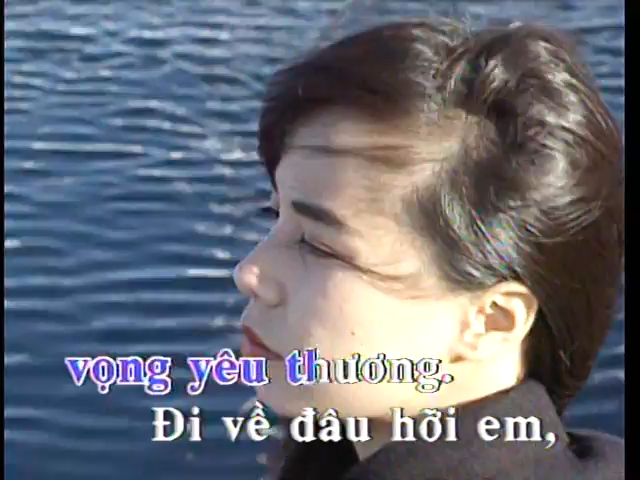 vọng yêu thương.
Đi về đâu hỡi em,